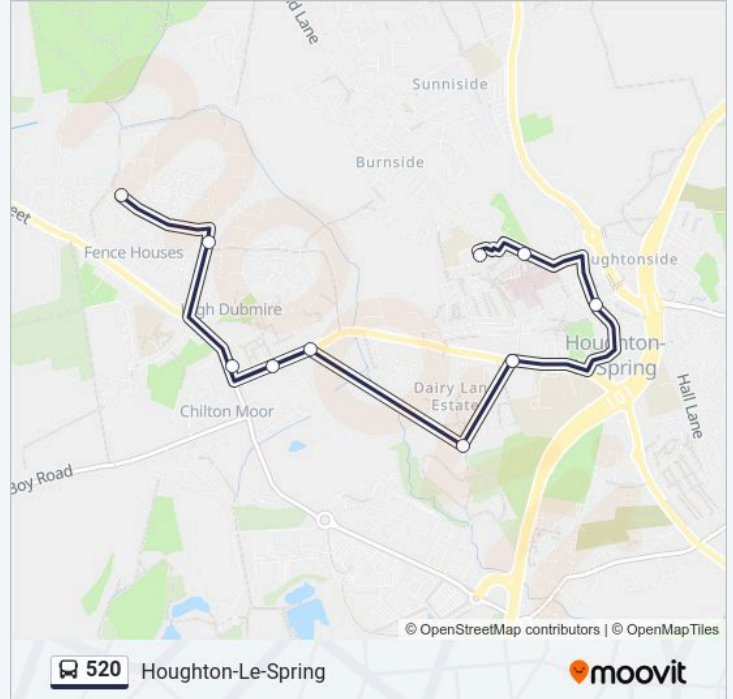 d Lane
Sunniside
Burnside
eet
Fence Houses
ughtonside
gh Dubmire
Houghton-
Spring
Dairy Lan
Estate
Hall Lane
Chilton Moor
Boy Road
© OpenStreetMap contributors | © OpenMapTiles
520 Houghton-Le-Spring
moovit